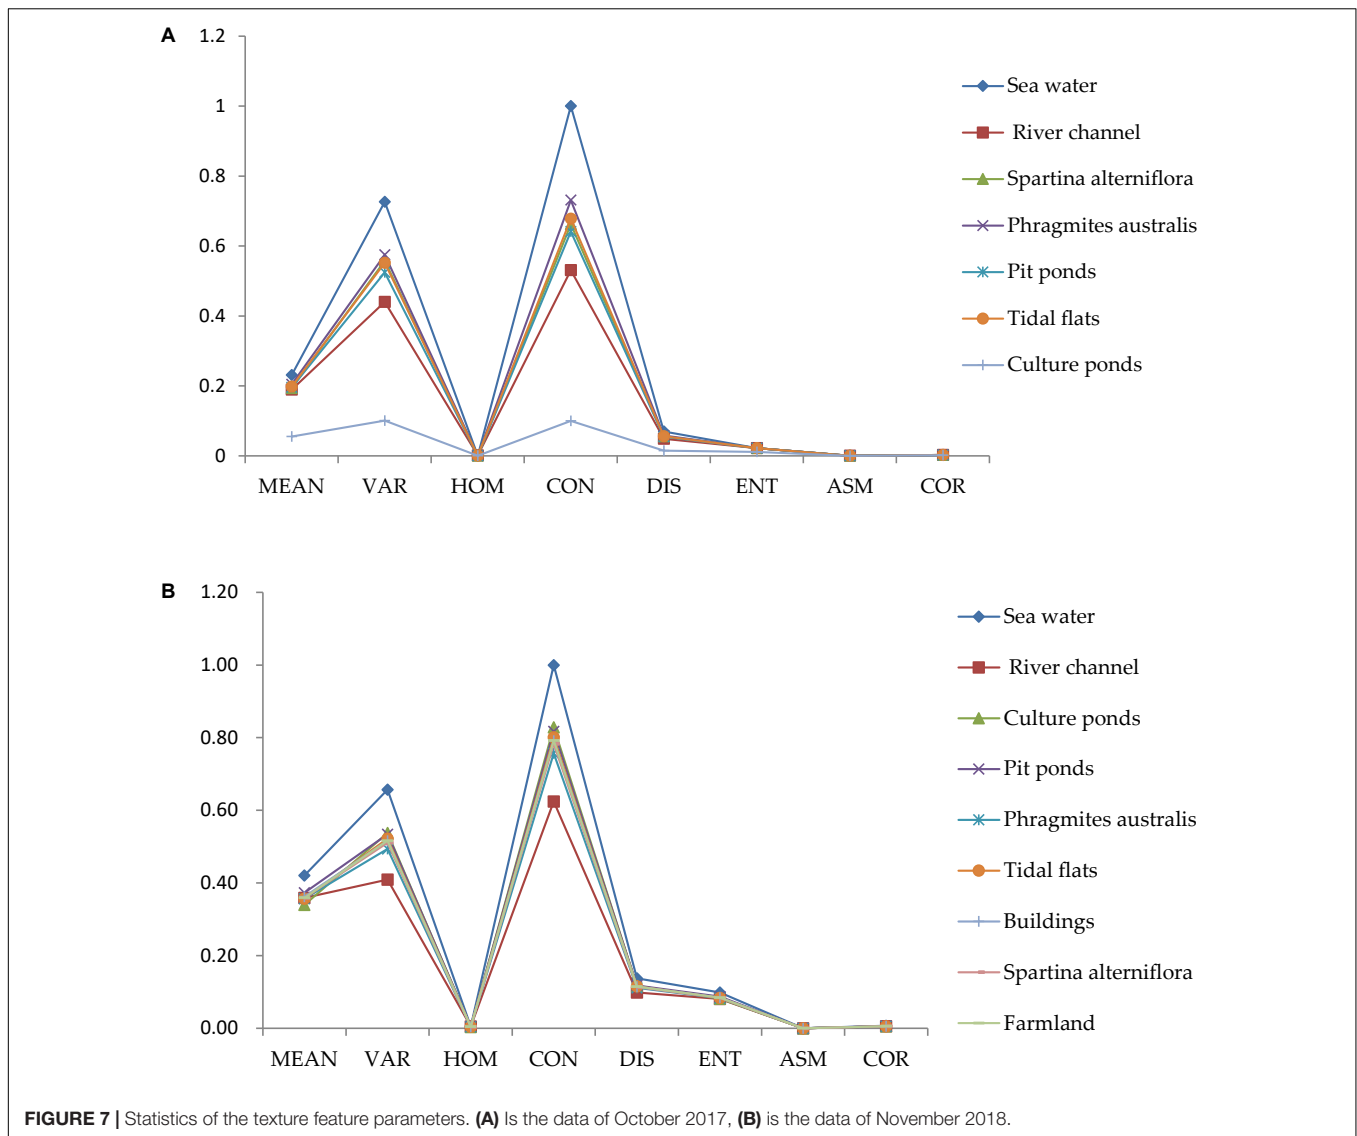 A
1.2
1
0.8
0.6
0.4
0.2
0
MEAN VAR HOM CON DIS ENT ASM COR
Sea water
River channel
Spartina alterniflora
Phragmites australis
Pit ponds
Tidal flats
Culture ponds
B
1.20
1.00
0.80
0.60
0.40
0.20
0.00
MEAN VAR HOM CON DIS ENT ASM COR
Sea water
River channel
Culture ponds
Pit ponds
Phragmites australis
Tidal flats
Buildings
Spartina alterniflora
Farmland
FIGURE 7 | Statistics of the texture feature parameters. (A) Is the data of October 2017, (B) is the data of November 2018.